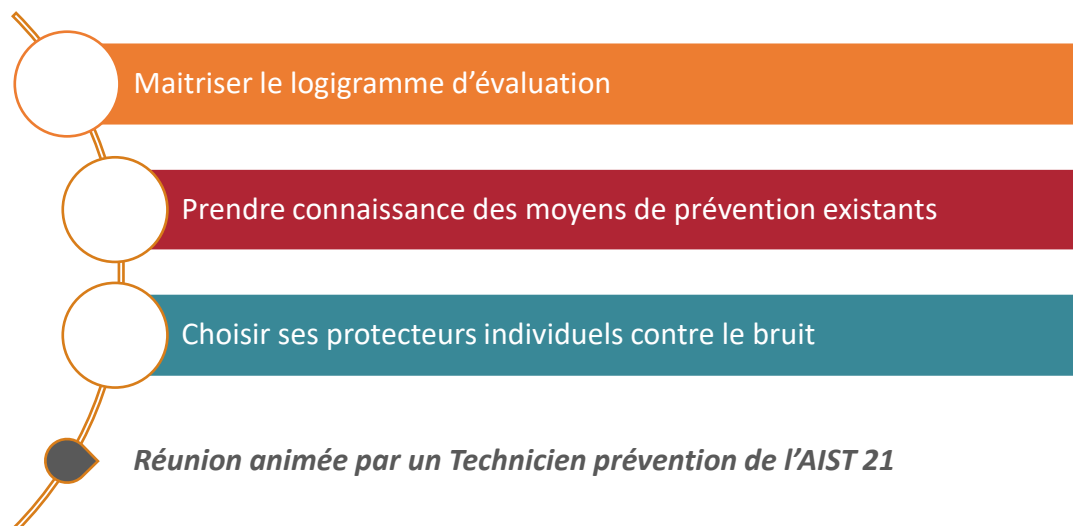 Maitriser le logigramme d’évaluation
Prendre connaissance des moyens de prévention existants
Choisir ses protecteurs individuels contre le bruit
Réunion animée par un Technicien prévention de l’AIST 21